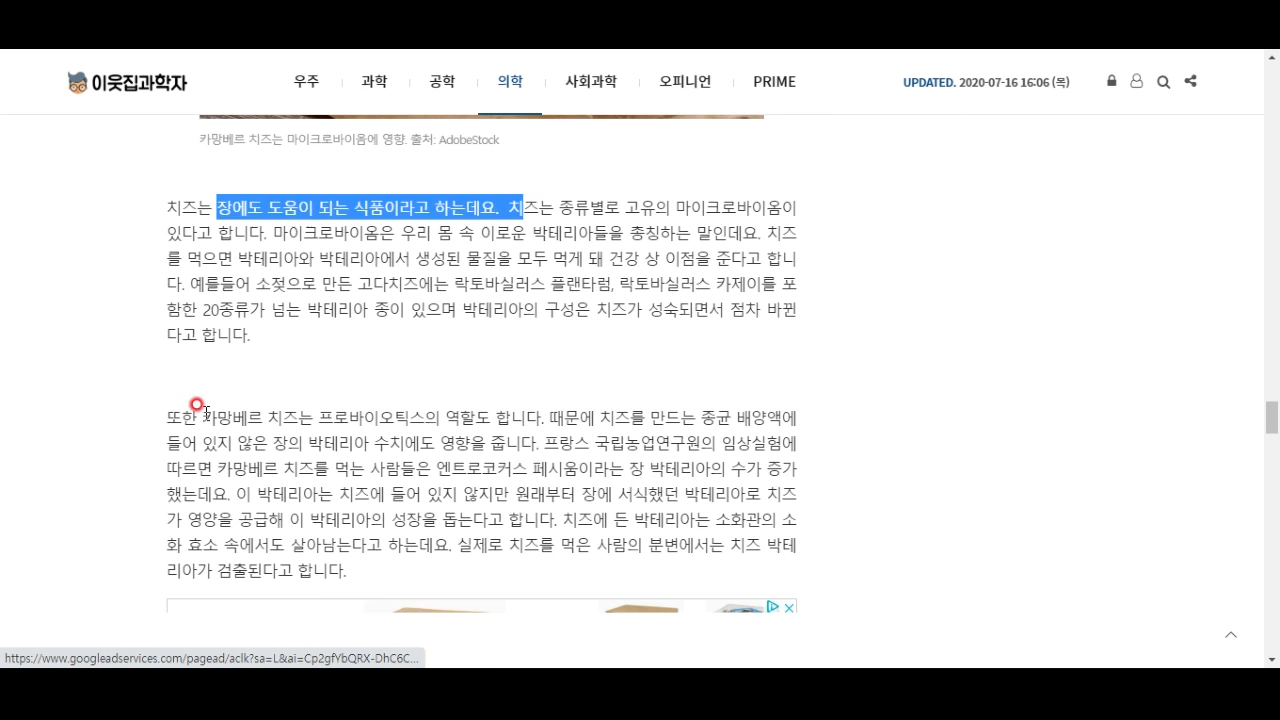 이웃집과학자
우주 과학 공학 의학 사회과학 오피니언 PRIME
UPDATED. 2020-07-16 16:06 (목)
카망베르 치즈는 마이크로바이옴에 영향. 출처: AdobeStock
치즈는 장에도 도움이 되는 식품이라고 하는데요. 치즈는 종류별로 고유의 마이크로바이옴이
있다고 합니다. 마이크로바이옴은 우리 몸 속 이로운 박테리아들을 총칭하는 말인데요. 치즈
를 먹으면 박테리아와 박테리아에서 생성된 물질을 모두 먹게 돼 건강 상 이점을 준다고 합니
다. 예를들어 소젖으로 만든 고다치즈에는 락토바실러스 플랜타럼, 락토바실러스 카제이를 포
함한 20종류가 넘는 박테리아 종이 있으며 박테리아의 구성은 치즈가 성숙되면서 점차 바뀐
다고 합니다.
또한 카망베르 치즈는 프로바이오틱스의 역할도 합니다. 때문에 치즈를 만드는 종균 배양액에
들어 있지 않은 장의 박테리아 수치에도 영향을 줍니다. 프랑스 국립농업연구원의 임상실험에
따르면 카망베르 치즈를 먹는 사람들은 엔트로코커스 페시움이라는 장 박테리아의 수가 증가
했는데요. 이 박테리아는 치즈에 들어 있지 않지만 원래부터 장에 서식했던 박테리아로 치즈
가 영양을 공급해 이 박테리아의 성장을 돕는다고 합니다. 치즈에 든 박테리아는 소화관의 소
화 효소 속에서도 살아남는다고 하는데요. 실제로 치즈를 먹은 사람의 분변에서는 치즈 박테
리아가 검출된다고 합니다.
https://www.googleadservices.com/pagead/aclk?sa=L&ai=Cp2gfYbQRX-DhC6C...